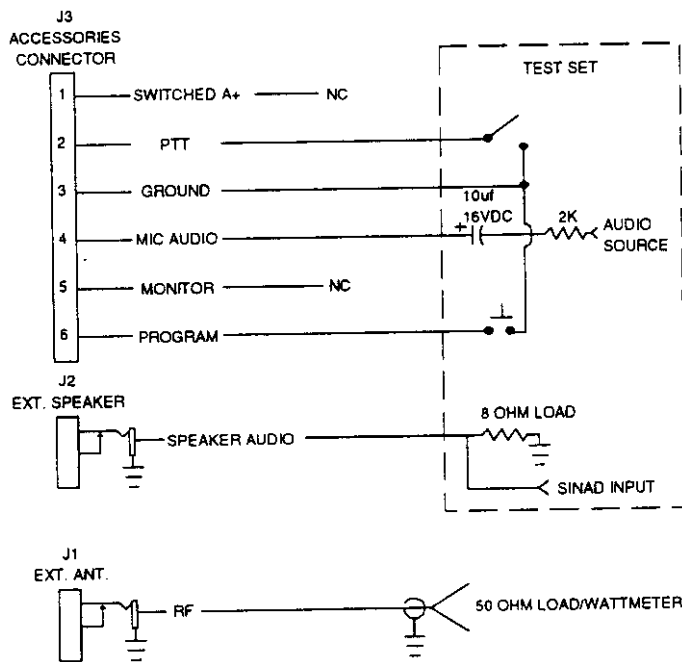 J3
ACCESSORIES
CONNECTOR
TEST SET
1 SWITCHED A+ NC
2 PTT
3 GROUND
10uf
+ 16VDC
2K
4 MIC AUDIO
AUDIO
SOURCE
5 MONITOR NC
6 PROGRAM
J2
EXT. SPEAKER
8 OHM LOAD
SPEAKER AUDIO
SINAD INPUT
J1
EXT. ANT.
RF
50 OHM LOAD/WATTMETER